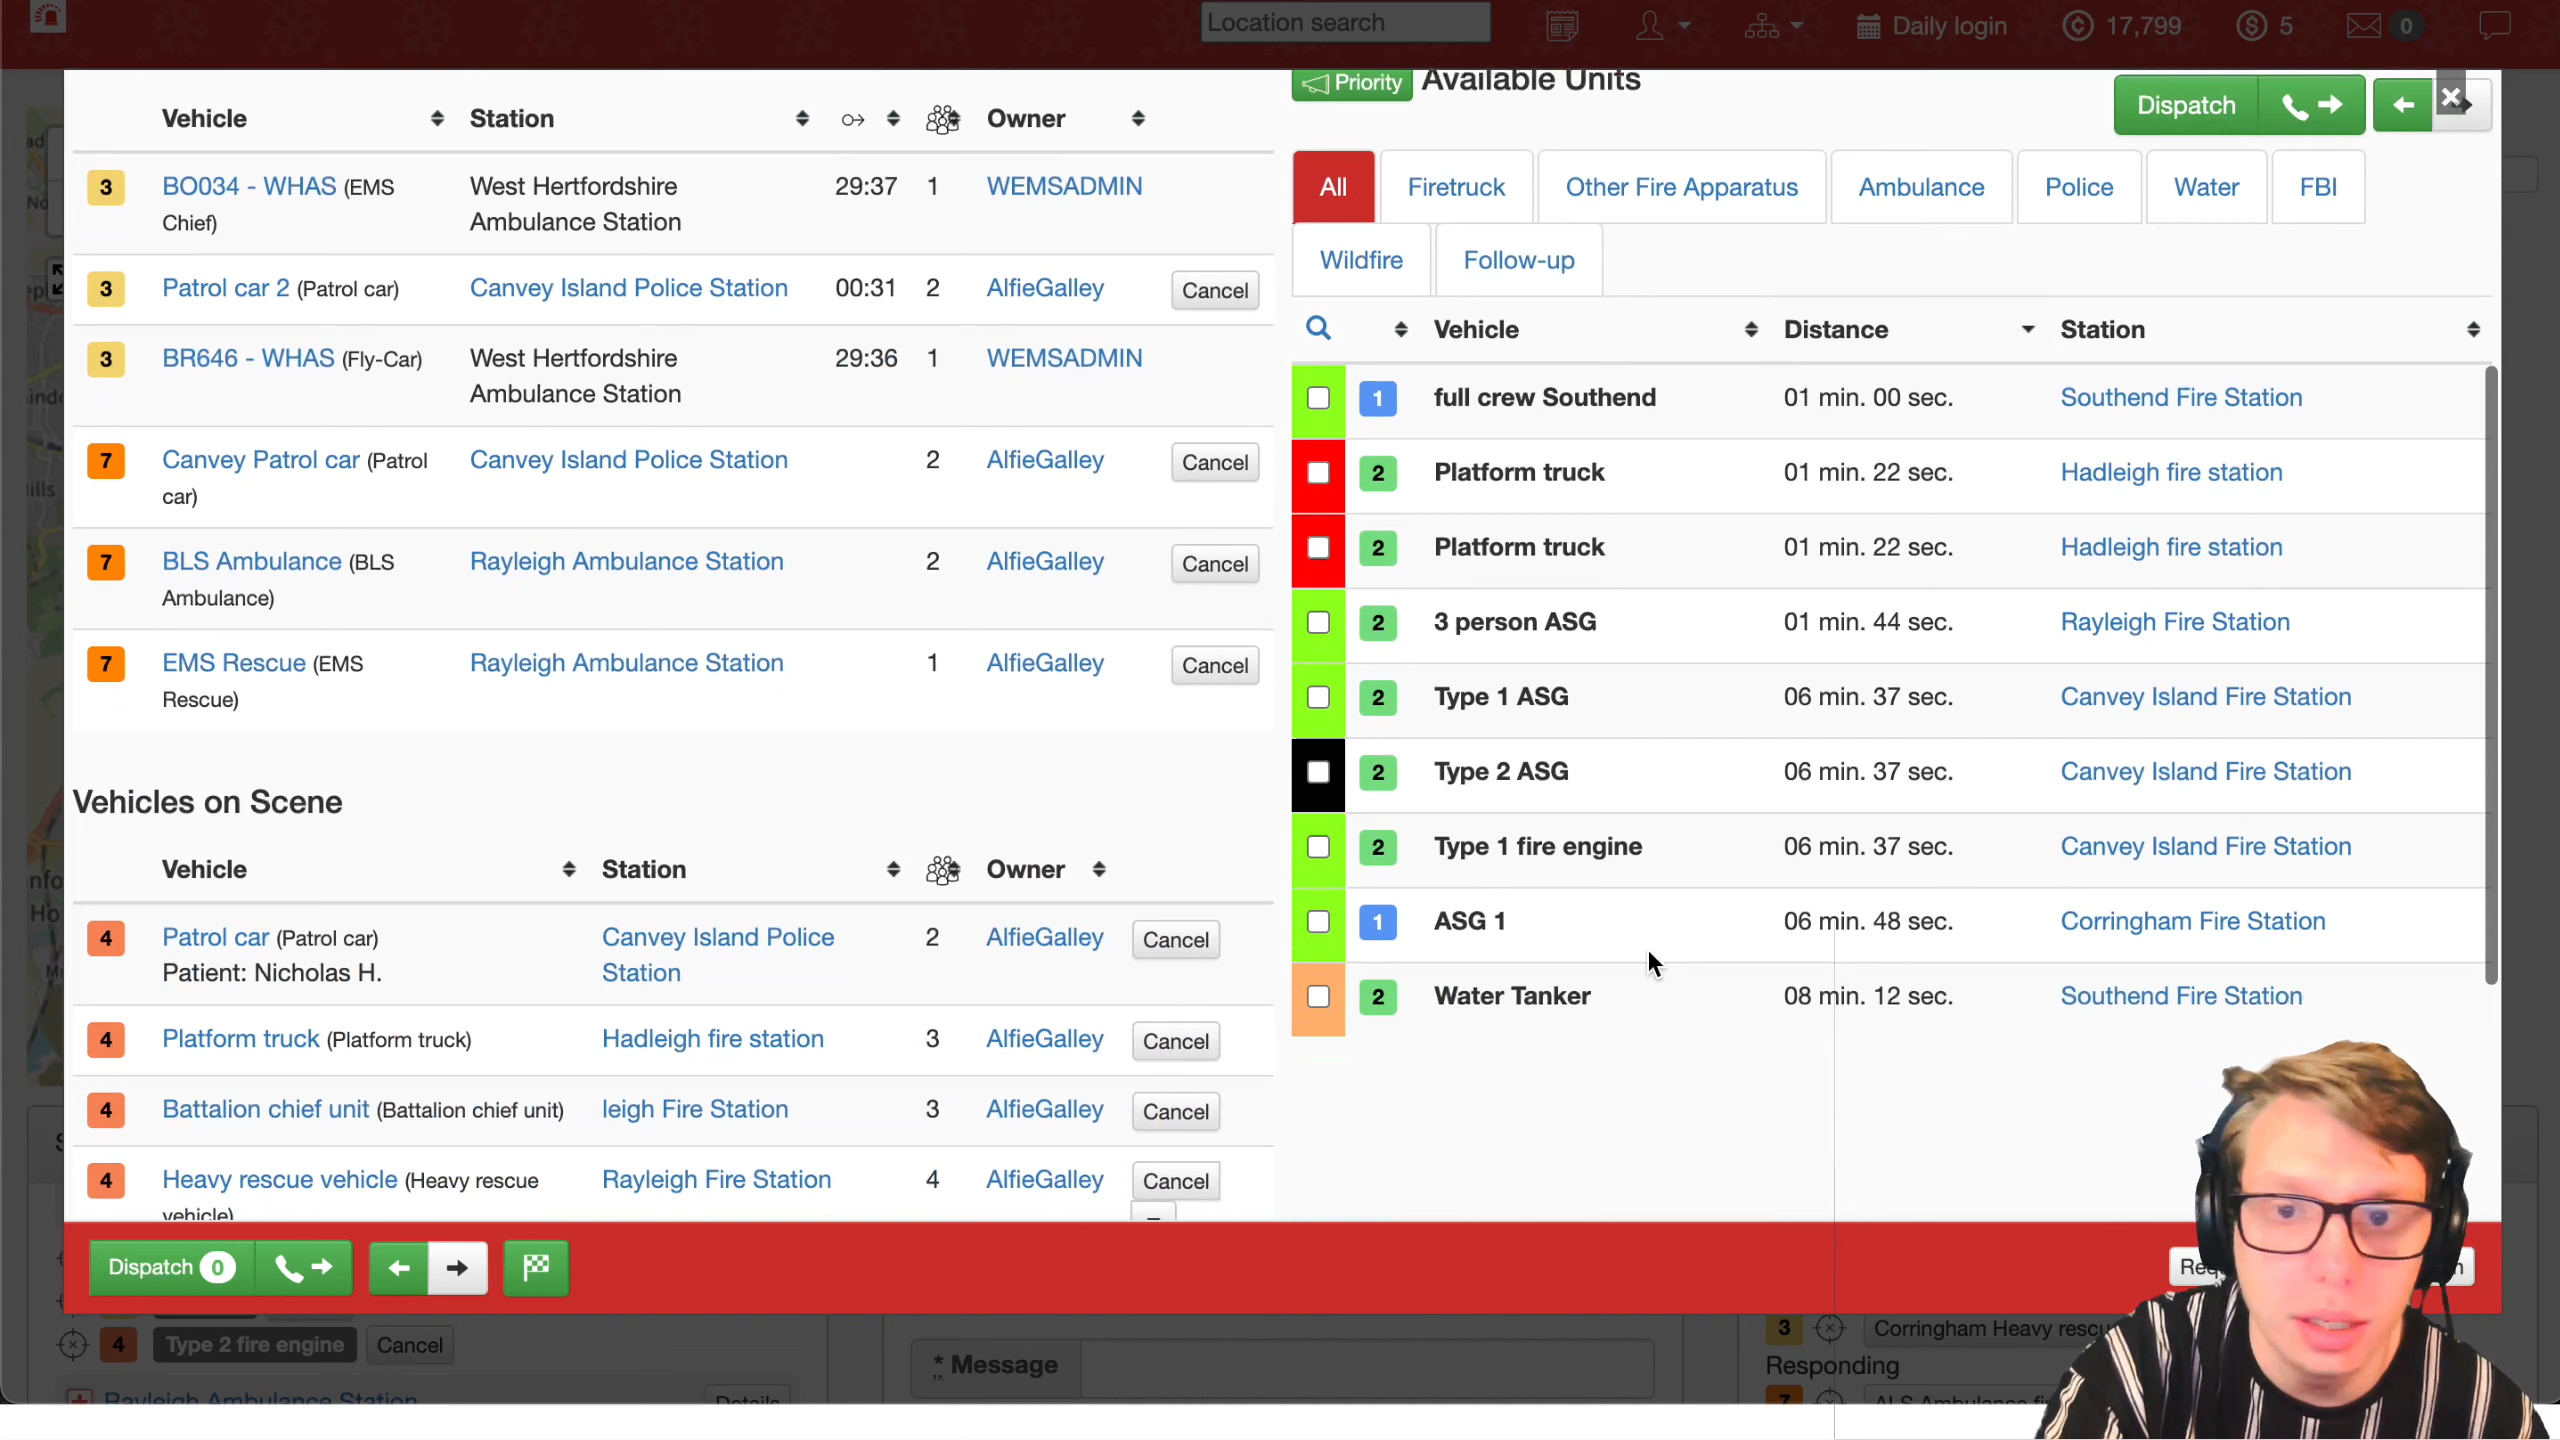 Location search
Daily login
17,799
5
0
Vehicle Station Owner
3 BO034 - WHAS (EMS Chief) West Hertfordshire Ambulance Station 29:37 1 WEMSADMIN
3 Patrol car 2 (Patrol car) Canvey Island Police Station 00:31 2 AlfieGalley Cancel
3 BR646 - WHAS (Fly-Car) West Hertfordshire Ambulance Station 29:36 1 WEMSADMIN
7 Canvey Patrol car (Patrol car) Canvey Island Police Station 2 AlfieGalley Cancel
7 BLS Ambulance (BLS Ambulance) Rayleigh Ambulance Station 2 AlfieGalley Cancel
7 EMS Rescue (EMS Rescue) Rayleigh Ambulance Station 1 AlfieGalley Cancel
Vehicles on Scene
Vehicle Station Owner
4 Patrol car (Patrol car) Patient: Nicholas H. Canvey Island Police Station 2 AlfieGalley Cancel
4 Platform truck (Platform truck) Hadleigh fire station 3 AlfieGalley Cancel
4 Battalion chief unit (Battalion chief unit) leigh Fire Station 3 AlfieGalley Cancel
4 Heavy rescue vehicle (Heavy rescue vehicle) Rayleigh Fire Station 4 AlfieGalley Cancel
Priority Available Units
Dispatch
All Firetruck Other Fire Apparatus Ambulance Police Water FBI
Wildfire Follow-up
Vehicle Distance Station
1 full crew Southend 01 min. 00 sec. Southend Fire Station
2 Platform truck 01 min. 22 sec. Hadleigh fire station
2 Platform truck 01 min. 22 sec. Hadleigh fire station
2 3 person ASG 01 min. 44 sec. Rayleigh Fire Station
2 Type 1 ASG 06 min. 37 sec. Canvey Island Fire Station
2 Type 2 ASG 06 min. 37 sec. Canvey Island Fire Station
2 Type 1 fire engine 06 min. 37 sec. Canvey Island Fire Station
1 ASG 1 06 min. 48 sec. Corringham Fire Station
2 Water Tanker 08 min. 12 sec. Southend Fire Station
Dispatch 0
4 Type 2 fire engine Cancel
Rayleigh Ambulance Station Details
* Message
3 Corringham Heavy
Responding